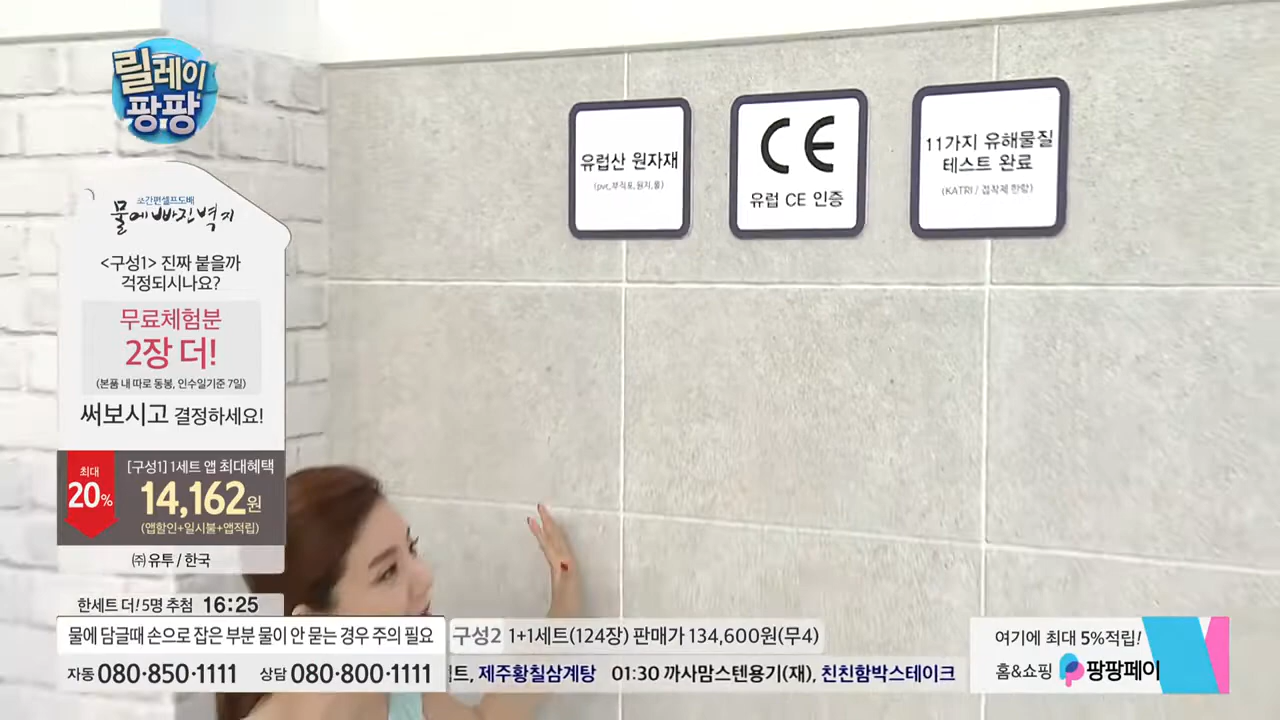 릴레이
팡팡
초간편셀프도배
물에빠진벽지
<구성1> 진짜 붙을까
걱정되시나요?
무료체험분
2장 더!
(본품 내 따로 동봉, 인수일기준 7일)
써보시고 결정하세요!
최대
20%
[구성1] 1세트 앱 최대혜택
14,162원
(앱할인+일시불+앱적립)
㈜유투 / 한국
한세트 더! 5명 추첨 16:25
물에 담글때 손으로 잡은 부분 물이 안 묻는 경우 주의 필요
자동 080·850·1111 상담 080·800·1111
유럽산 원자재
(pvc,부직포,원지,풀)
CE
유럽 CE 인증
11가지 유해물질
테스트 완료
(KATRI / 접착제 한함)
구성2 1+1세트(124장) 판매가 134,600원(무4)
트, 제주황칠삼계탕 01:30 까사맘스텐용기(재), 친친함박스테이크
여기에 최대 5%적립!
홈&쇼핑 팡팡페이